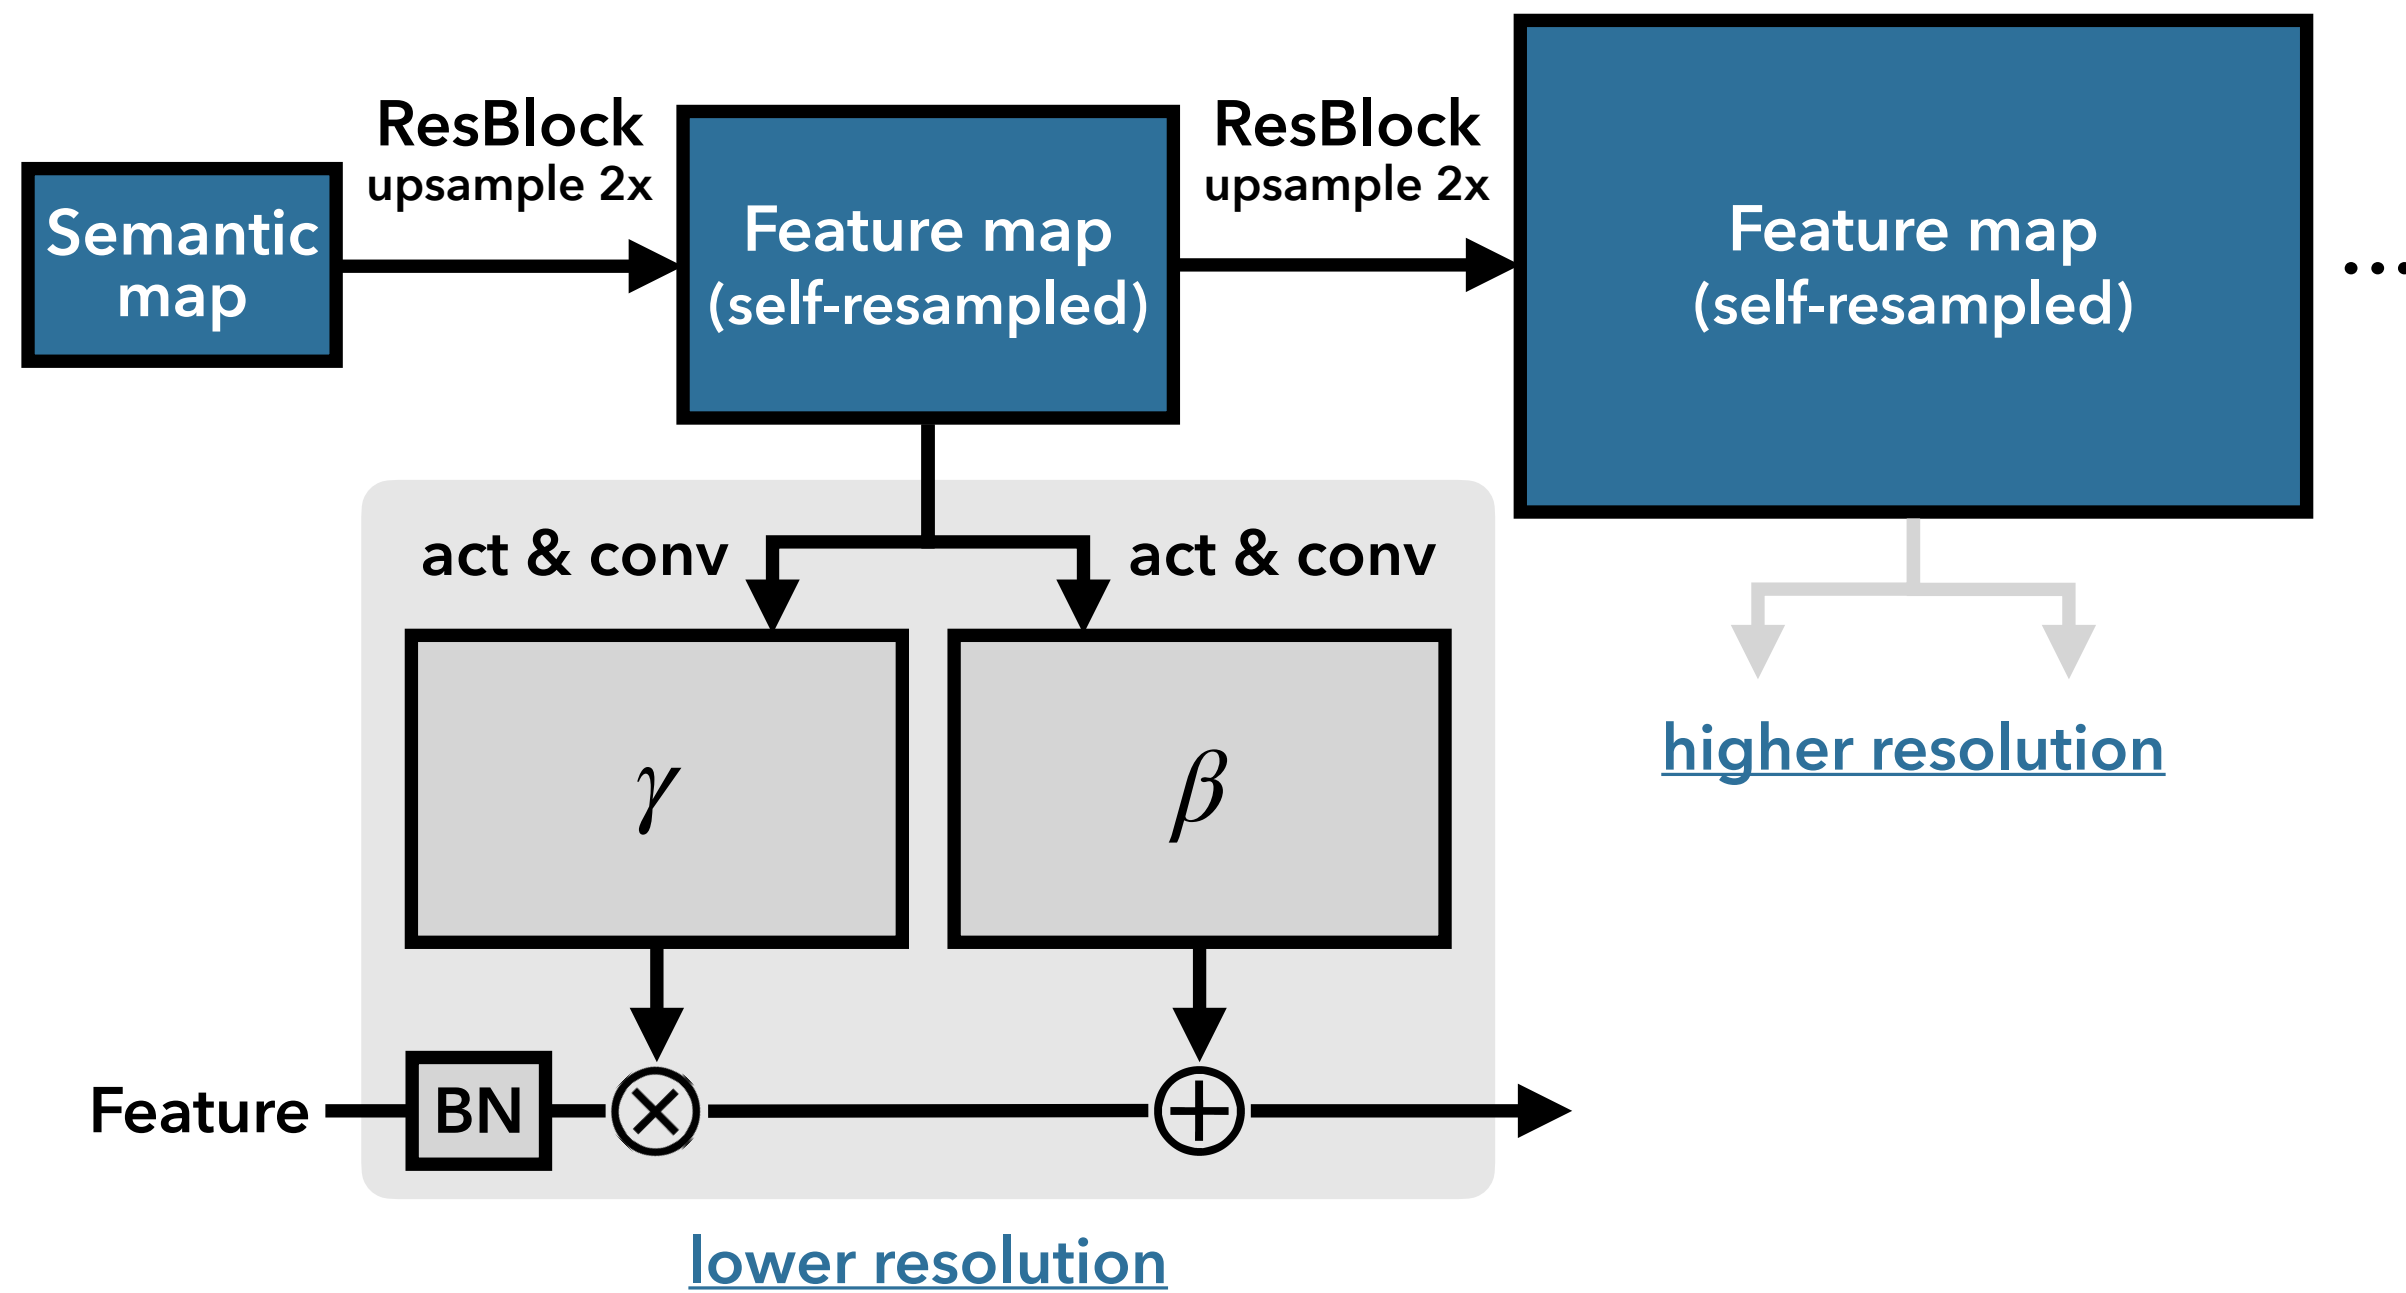 Semantic
map
ResBlock
upsample 2x
Feature map
(self-resampled)
ResBlock
upsample 2x
Feature map
(self-resampled)
...
act & conv
act & conv
γ
β
higher resolution
Feature
BN
lower resolution